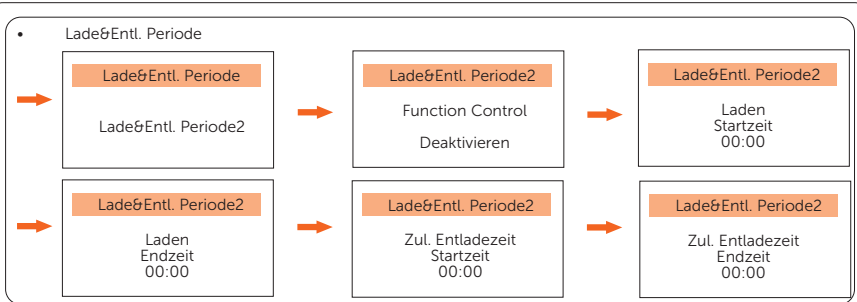 • Lade&Entl. Periode
Lade&Entl. Periode
Lade&Entl. Periode2
Lade&Entl. Periode2
Function Control
Deaktivieren
Lade&Entl. Periode2
Laden
Startzeit
00:00
Lade&Entl. Periode2
Laden
Endzeit
00:00
Lade&Entl. Periode2
Zul. Entladezeit
Startzeit
00:00
Lade&Entl. Periode2
Zul. Entladezeit
Endzeit
00:00